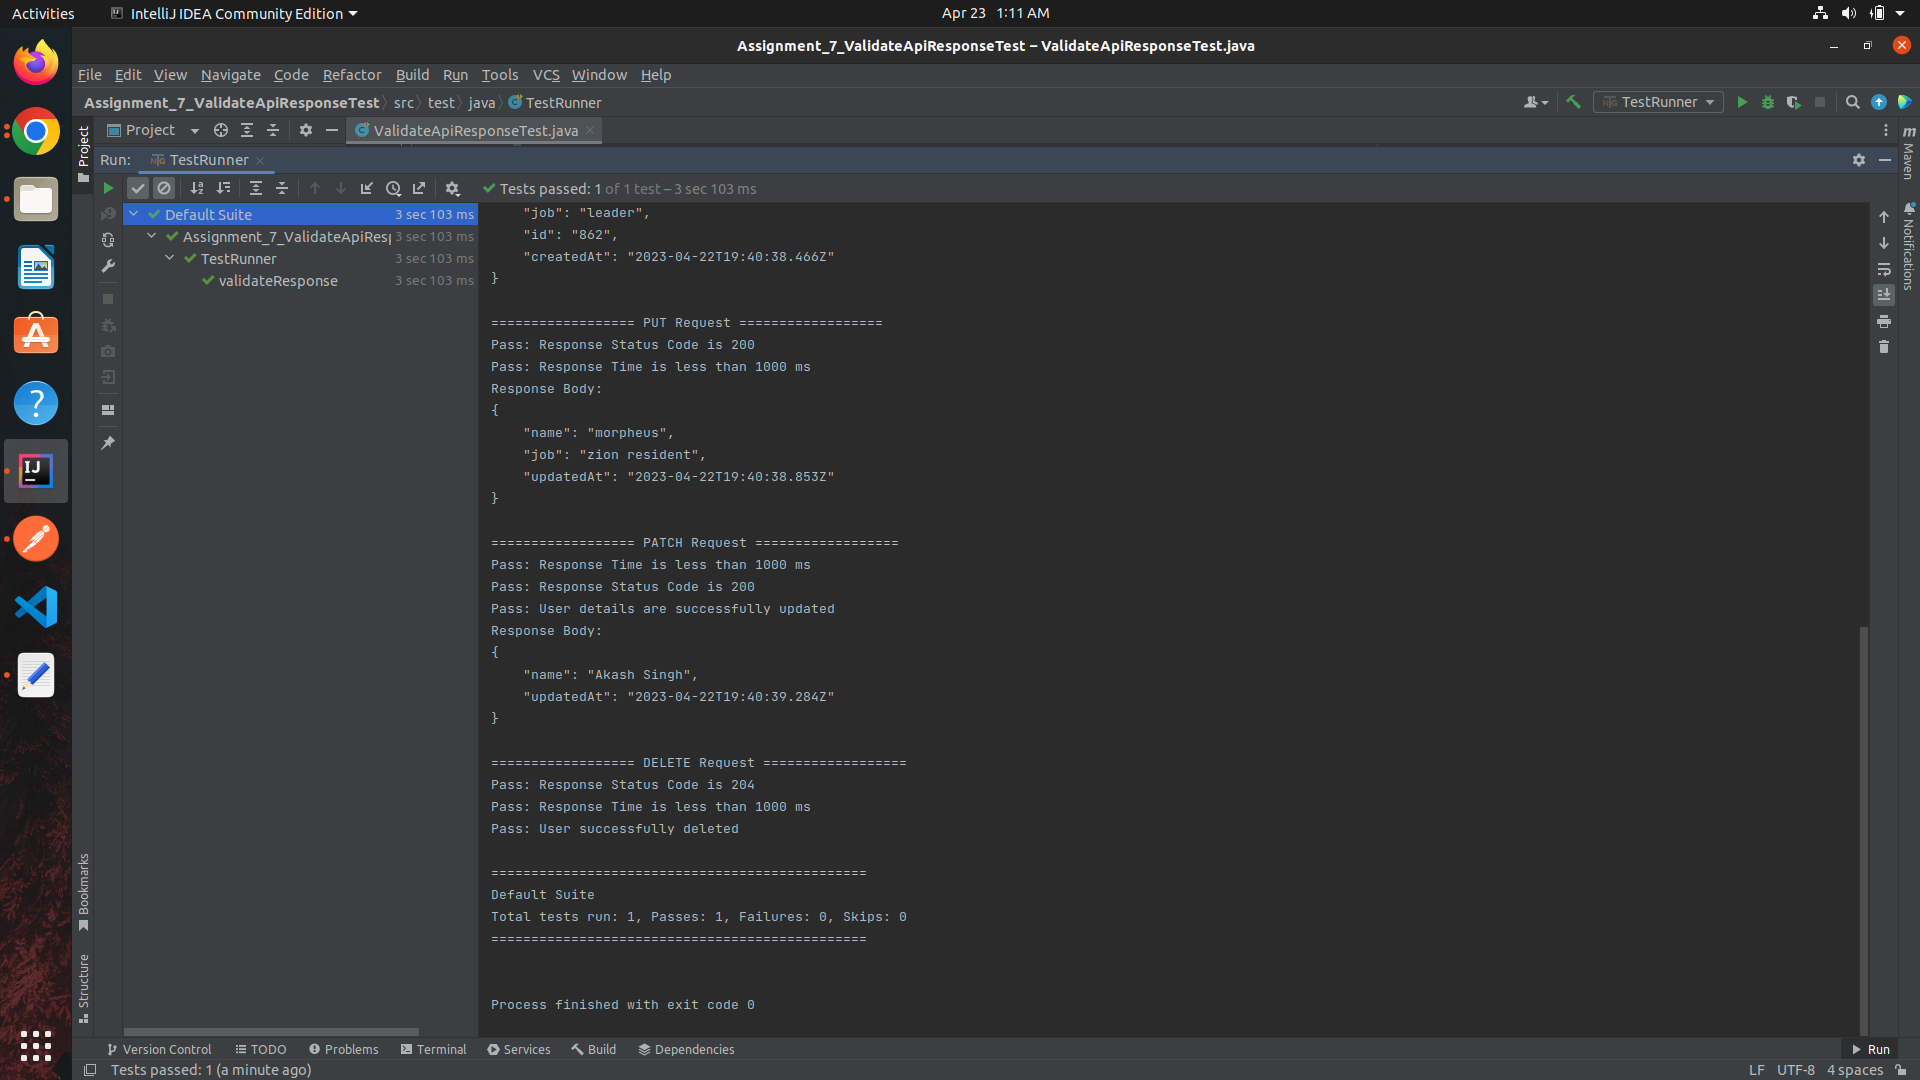 Activities
IntelliJ IDEA Community Edition
Apr 23 1:11 AM
Assignment_7_ValidateApiResponseTest – ValidateApiResponseTest.java
File Edit View Navigate Code Refactor Build Run Tools VCS Window Help
Assignment_7_ValidateApiResponseTest src test java TestRunner
TestRunner
Project
ValidateApiResponseTest.java
Run: TestRunner
Tests passed: 1 of 1 test – 3 sec 103 ms
Default Suite 3 sec 103 ms
Assignment_7_ValidateApiRes 3 sec 103 ms
TestRunner 3 sec 103 ms
validateResponse 3 sec 103 ms
"job": "leader",
"id": "862",
"createdAt": "2023-04-22T19:40:38.466Z"
}
================== PUT Request ==================
Pass: Response Status Code is 200
Pass: Response Time is less than 1000 ms
Response Body:
{
"name": "morpheus",
"job": "zion resident",
"updatedAt": "2023-04-22T19:40:38.853Z"
}
================== PATCH Request ==================
Pass: Response Time is less than 1000 ms
Pass: Response Status Code is 200
Pass: User details are successfully updated
Response Body:
{
"name": "Akash Singh",
"updatedAt": "2023-04-22T19:40:39.284Z"
}
================== DELETE Request ==================
Pass: Response Status Code is 204
Pass: Response Time is less than 1000 ms
Pass: User successfully deleted
===============================================
Default Suite
Total tests run: 1, Passes: 1, Failures: 0, Skips: 0
===============================================
Process finished with exit code 0
Project
Bookmarks
Structure
Maven
Notifications
Version Control TODO Problems Terminal Services Build Dependencies
Run
Tests passed: 1 (a minute ago)
LF UTF-8 4 spaces